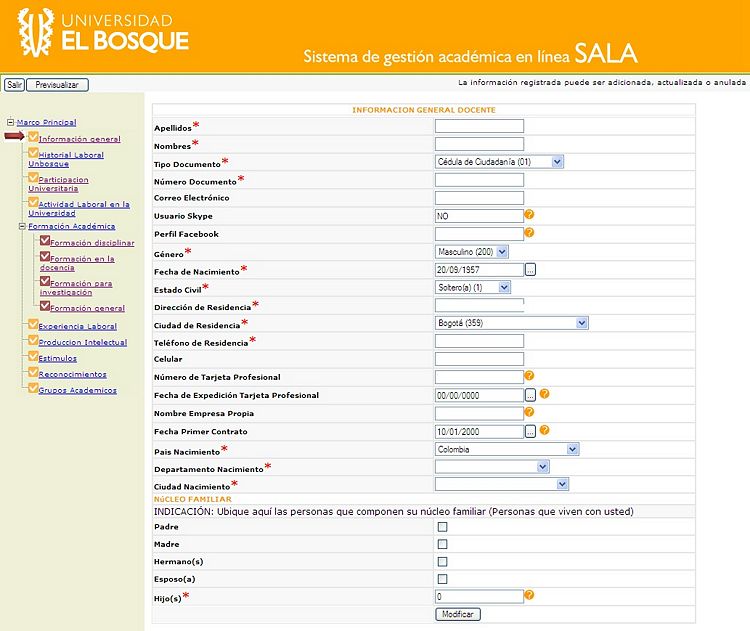 UNIVERSIDAD
EL BOSQUE
Sistema de gestión académica en línea SALA
Salir Previsualizar
La información registrada puede ser adicionada, actualizada o anulada
Marco Principal
Información general
Historial Laboral
Unbosque
Participacion
Universitaria
Actividad Laboral en la
Universidad
Formación Académica
Formación disciplinar
Formación en la
docencia
Formación para
investigación
Formación general
Experiencia Laboral
Produccion Intelectual
Estimulos
Reconocimientos
Grupos Academicos
INFORMACION GENERAL DOCENTE
Apellidos*
Nombres*
Tipo Documento* Cédula de Ciudadanía (01)
Número Documento*
Correo Electrónico
Usuario Skype NO ?
Perfil Facebook ?
Género* Masculino (200)
Fecha de Nacimiento* 20/09/1957 ...
Estado Civil* Soltero(a) (1)
Dirección de Residencia*
Ciudad de Residencia* Bogotá (359)
Teléfono de Residencia*
Celular
Número de Tarjeta Profesional ?
Fecha de Expedición Tarjeta Profesional 00/00/0000 ... ?
Nombre Empresa Propia ?
Fecha Primer Contrato 10/01/2000 ... ?
Pais Nacimiento* Colombia
Departamento Nacimiento*
Ciudad Nacimiento*
NúCLEO FAMILIAR
INDICACIÓN: Ubique aquí las personas que componen su núcleo familiar (Personas que viven con usted)
Padre
Madre
Hermano(s)
Esposo(a)
Hijo(s)* 0 ?
Modificar